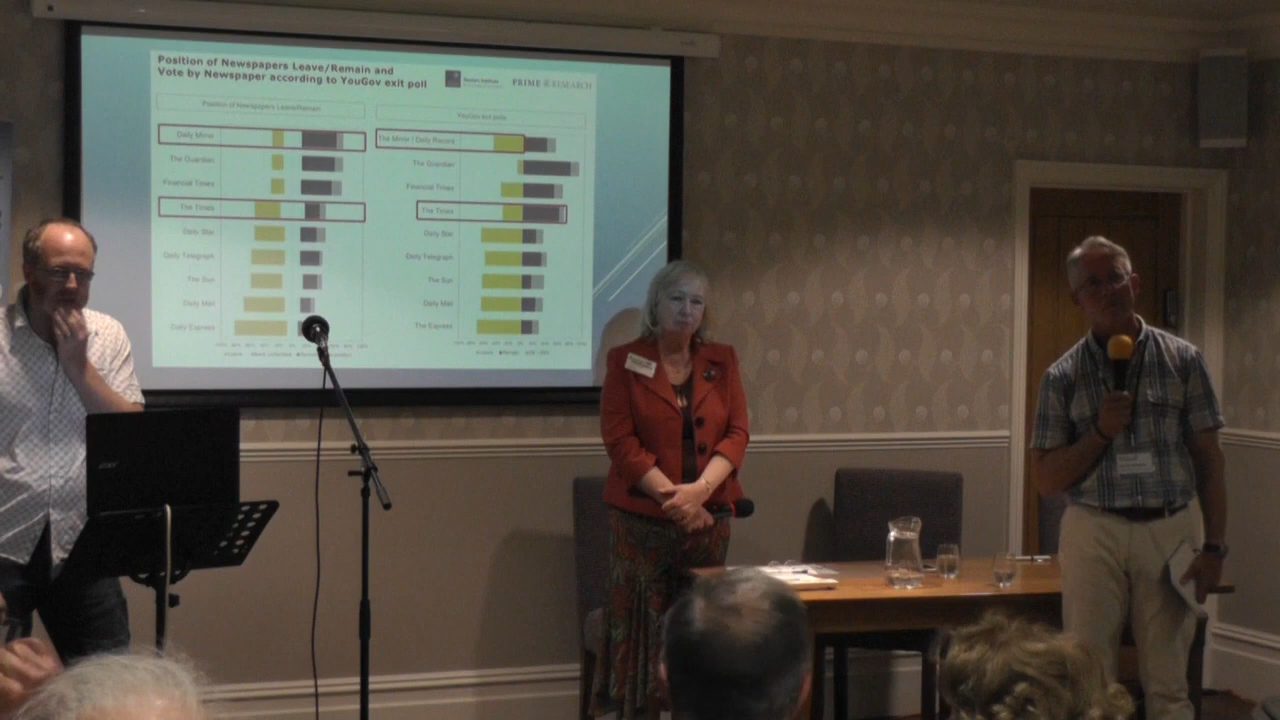 Position of Newspapers Leave/Remain and
Vote by Newspaper according to YouGov exit poll
PRIME RESEARCH
Position of Newspapers Leave/Remain
YouGov exit polls
Daily Mirror
The Guardian
Financial Times
The Times
Daily Star
Daily Telegraph
The Sun
Daily Mail
Daily Express
The Mirror / Daily Record
The Guardian
Financial Times
The Times
Daily Star
Daily Telegraph
The Sun
Daily Mail
The Express
acer